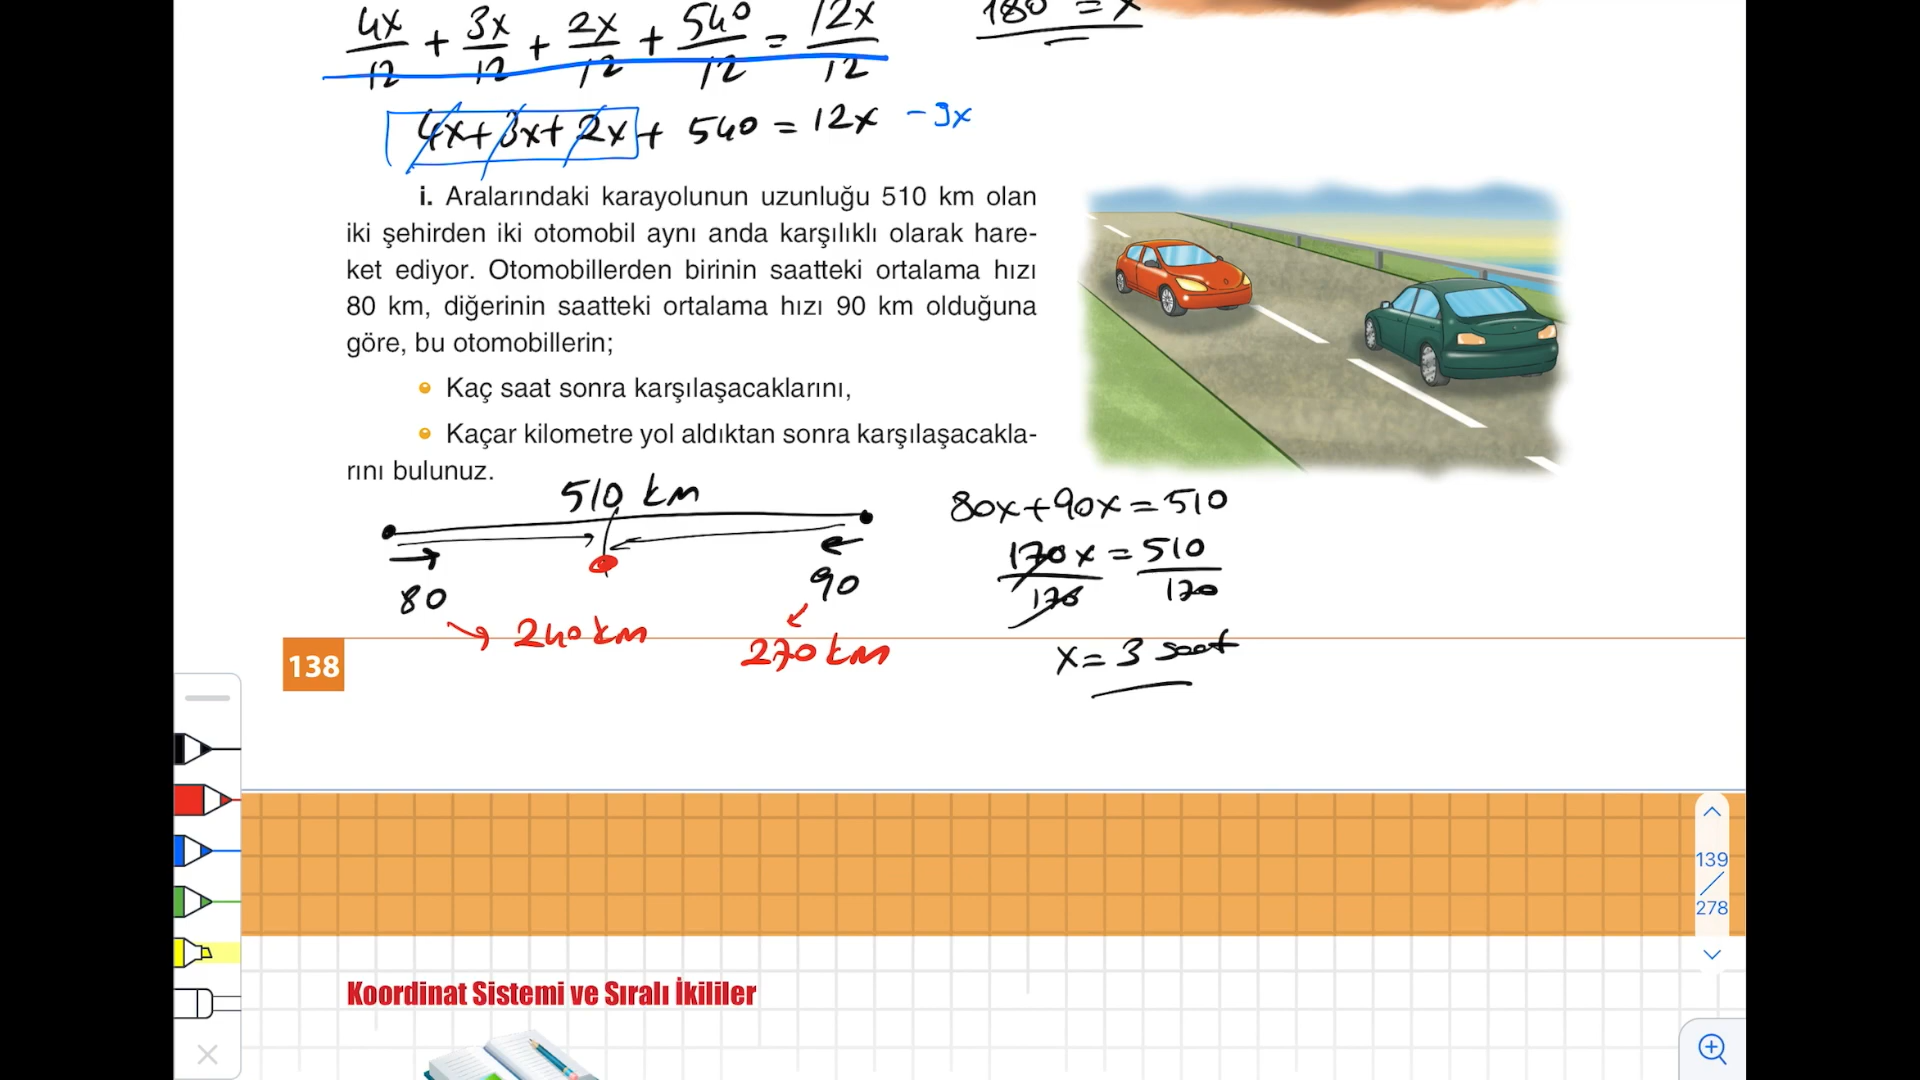 4x/12 + 3x/12 + 2x/12 + 540/12 = 12x/12
180 = x
4x+3x+2x + 540 = 12x -9x
i. Aralarındaki karayolunun uzunluğu 510 km olan
iki şehirden iki otomobil aynı anda karşılıklı olarak hare-
ket ediyor. Otomobillerden birinin saatteki ortalama hızı
80 km, diğerinin saatteki ortalama hızı 90 km olduğuna
göre, bu otomobillerin;
Kaç saat sonra karşılaşacaklarını,
Kaçar kilometre yol aldıktan sonra karşılaşacakla-
rını bulunuz.
510 km
80
90
240 km
270 km
80x+90x=510
170x/170 = 510/170
x= 3 saat
138
139
/
278
Koordinat Sistemi ve Sıralı İkililer